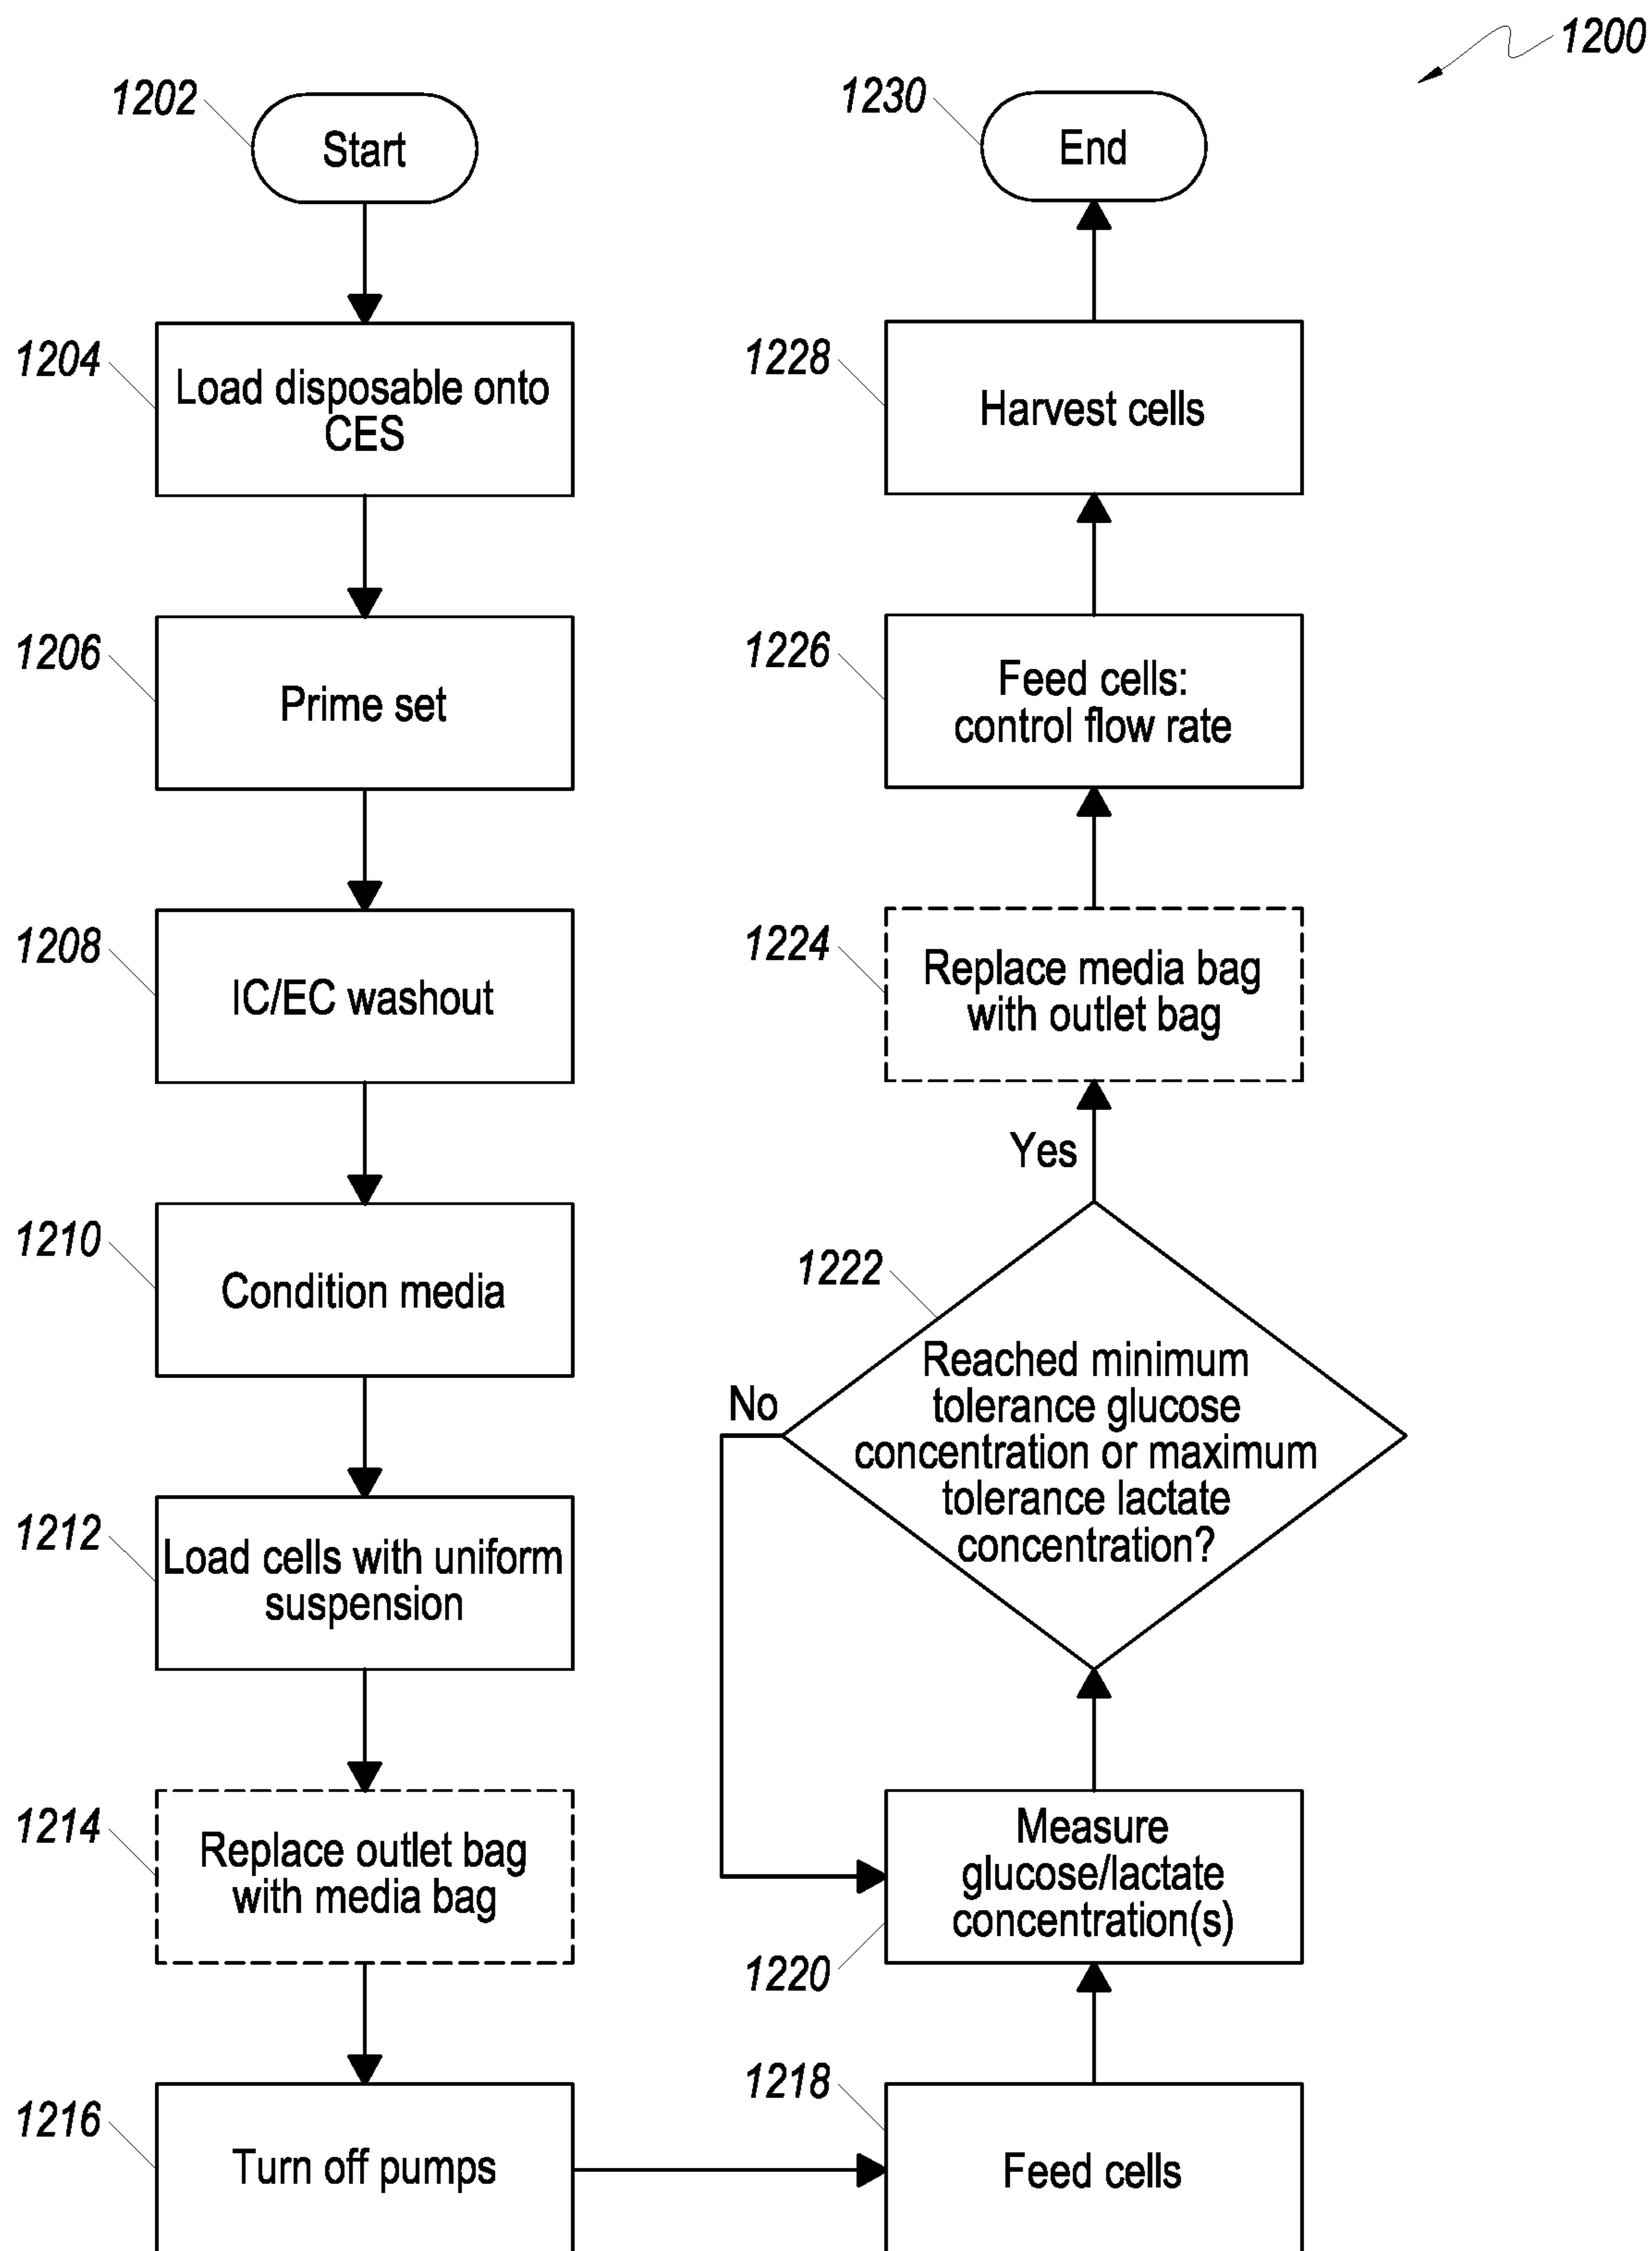 1200
1202
Start
1204
Load disposable onto
CES
1206
Prime set
1208
IC/EC washout
1210
Condition media
1212
Load cells with uniform
suspension
1214
Replace outlet bag
with media bag
1216
Turn off pumps
1218
Feed cells
1220
Measure
glucose/lactate
concentration(s)
1222
Reached minimum
tolerance glucose
concentration or maximum
tolerance lactate
concentration?
No
Yes
1224
Replace media bag
with outlet bag
1226
Feed cells:
control flow rate
1228
Harvest cells
1230
End